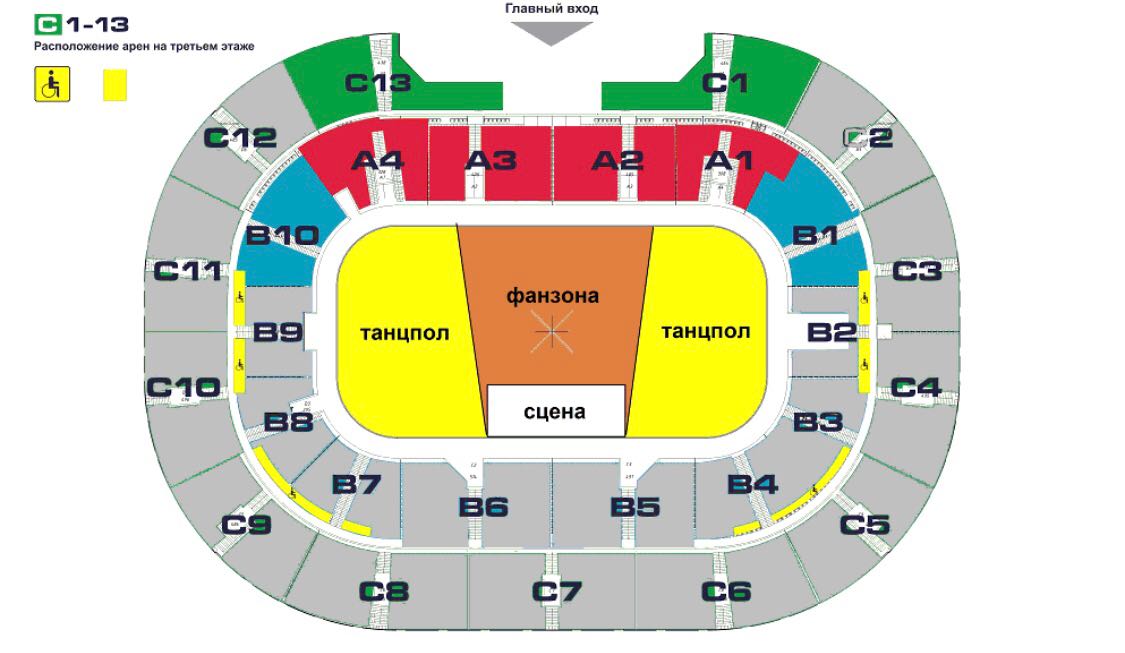 Главный вход
C 1-13
Расположение арен на третьем этаже
C13
C1
C12
C2
A4
A3
A2
A1
B10
B1
C11
C3
фанзона
танцпол
танцпол
B9
B2
C10
C4
сцена
B8
B3
B7
B4
B6
B5
C9
C5
C8
C7
C6